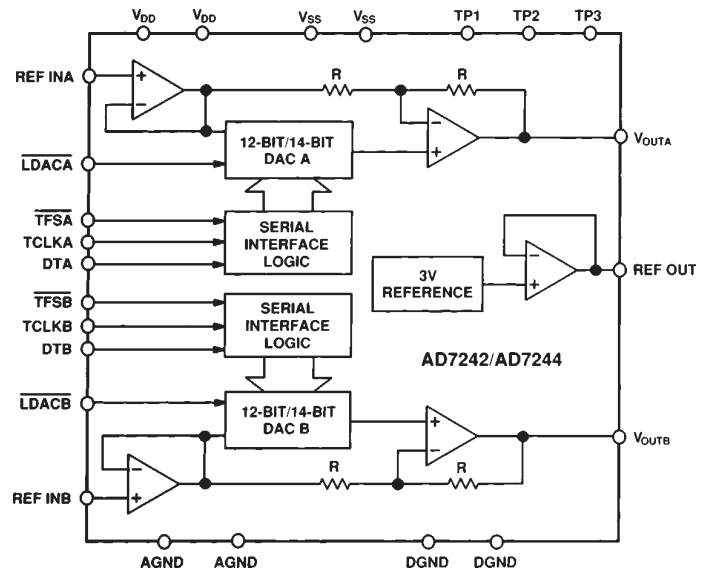 VDD VDD VSS VSS TP1 TP2 TP3
REF INA
+
−
R
R
−
+
12-BIT/14-BIT
DAC A
LDACA
VOUTA
TFSA
TCLKA
DTA
SERIAL
INTERFACE
LOGIC
3V
REFERENCE
−
+
REF OUT
TFSB
TCLKB
DTB
SERIAL
INTERFACE
LOGIC
AD7242/AD7244
LDACB
12-BIT/14-BIT
DAC B
+
−
VOUTB
−
+
R
R
REF INB
AGND AGND DGND DGND